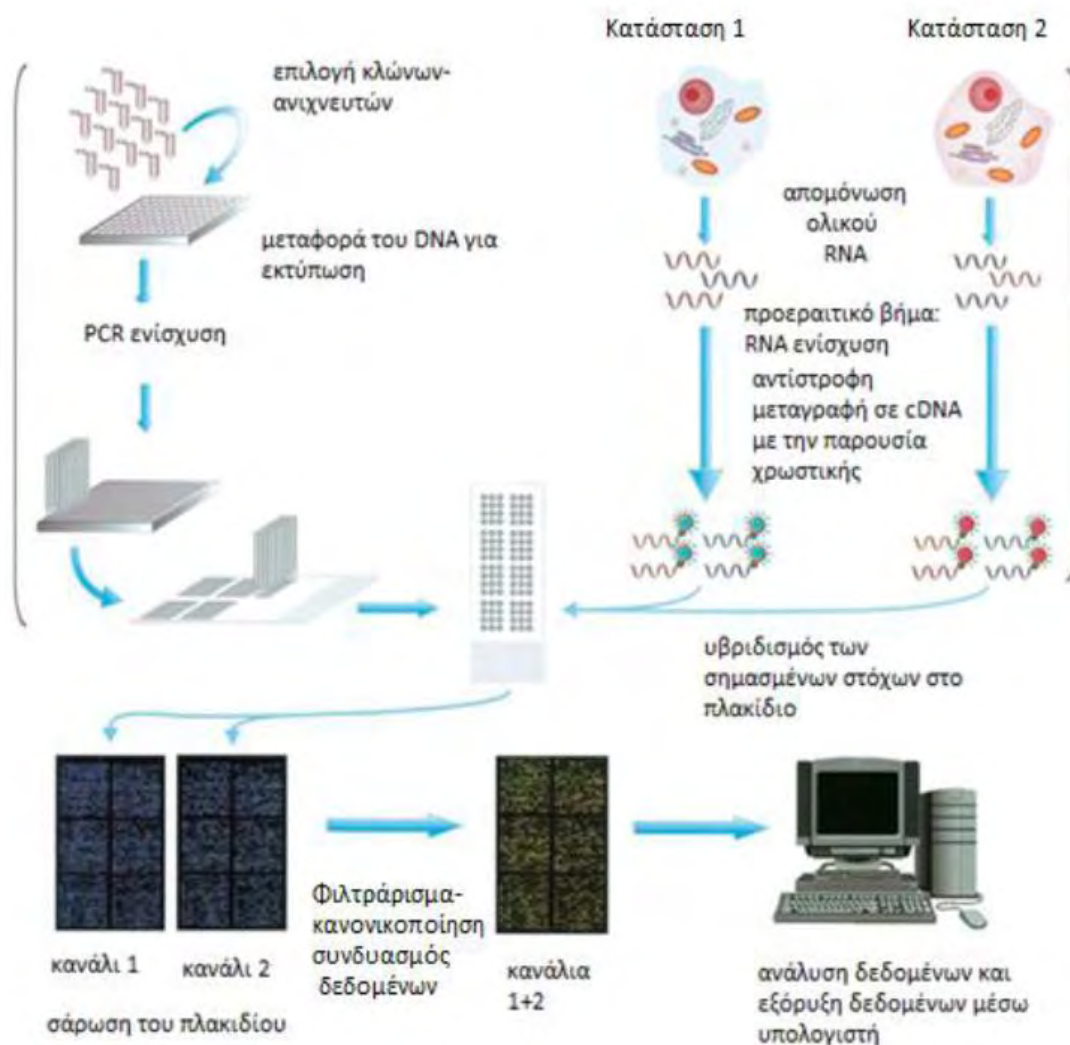 Κατάσταση 1
Κατάσταση 2
επιλογή κλώνων-
ανιχνευτών
μεταφορά του DNA για
εκτύπωση
PCR ενίσχυση
απομόνωση
ολικού
RNA
προεραιτικό βήμα:
RNA ενίσχυση
αντίστροφη
μεταγραφή σε cDNA
με την παρουσία
χρωστικής
υβριδισμός των
σημασμένων στόχων στο
πλακίδιο
κανάλι 1
κανάλι 2
σάρωση του πλακιδίου
Φιλτράρισμα-
κανονικοποίηση
συνδυασμός
δεδομένων
κανάλια
1+2
ανάλυση δεδομένων και
εξόρυξη δεδομένων μέσω
υπολογιστή